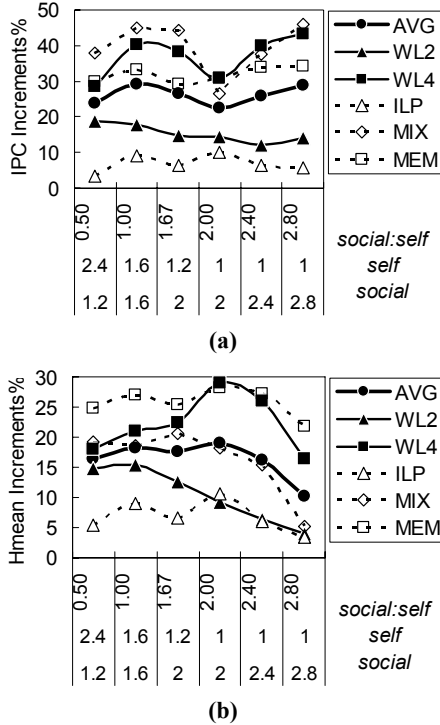 IPC Increments%
50
40
30
20
10
0
AVG
WL2
WL4
ILP
MIX
MEM
0.50 1.00 1.67 2.00 2.40 2.80 social:self
2.4 1.6 1.2 1 1 1 self
1.2 1.6 2 2 2.4 2.8 social
(a)
Hmean Increments%
30
25
20
15
10
5
0
AVG
WL2
WL4
ILP
MIX
MEM
0.50 1.00 1.67 2.00 2.40 2.80 social:self
2.4 1.6 1.2 1 1 1 self
1.2 1.6 2 2 2.4 2.8 social
(b)